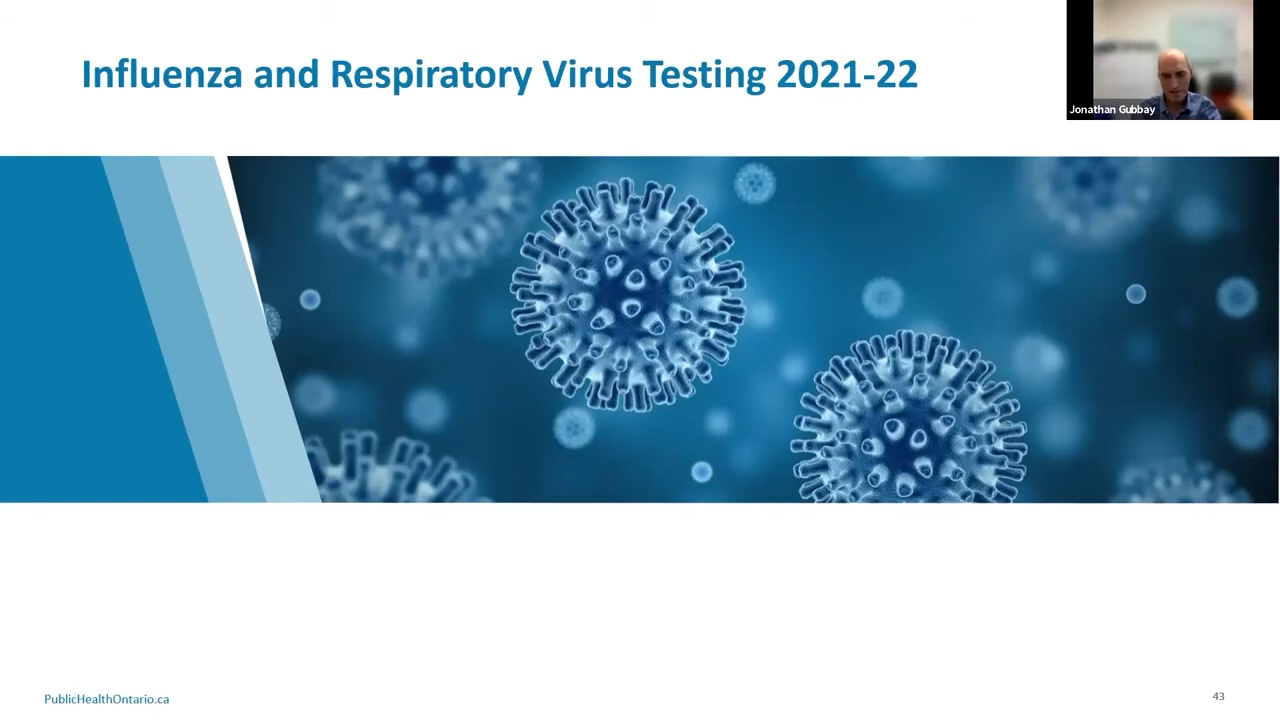 Influenza and Respiratory Virus Testing 2021-22
Jonathan Gubbay
PublicHealthOntario.ca
43